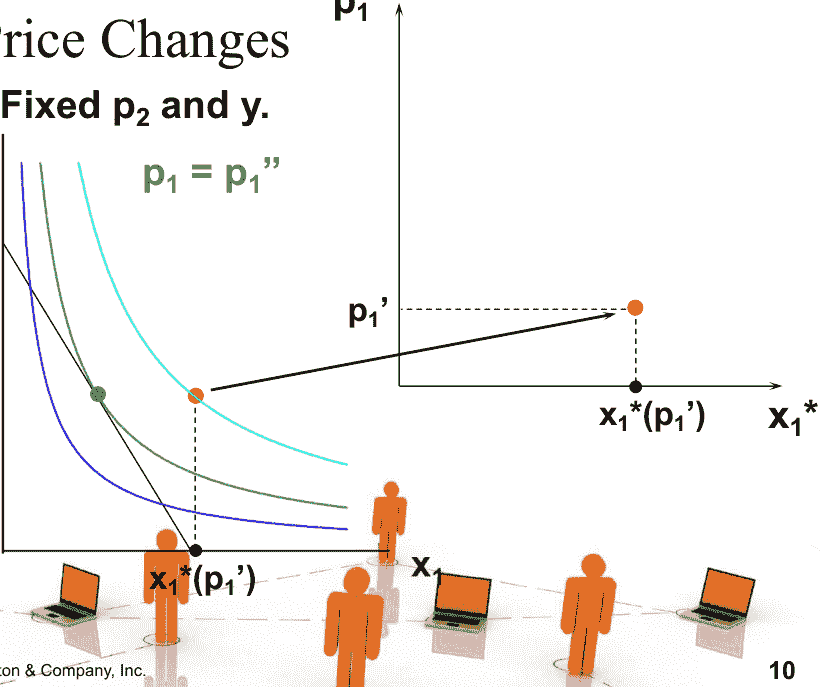 rice Changes
Fixed p₂ and y.
p₁ = p₁”
p₁
p₁’
x₁*(p₁’)
x₁*
x₁*(p₁’)
x₁
ton & Company, Inc.
10